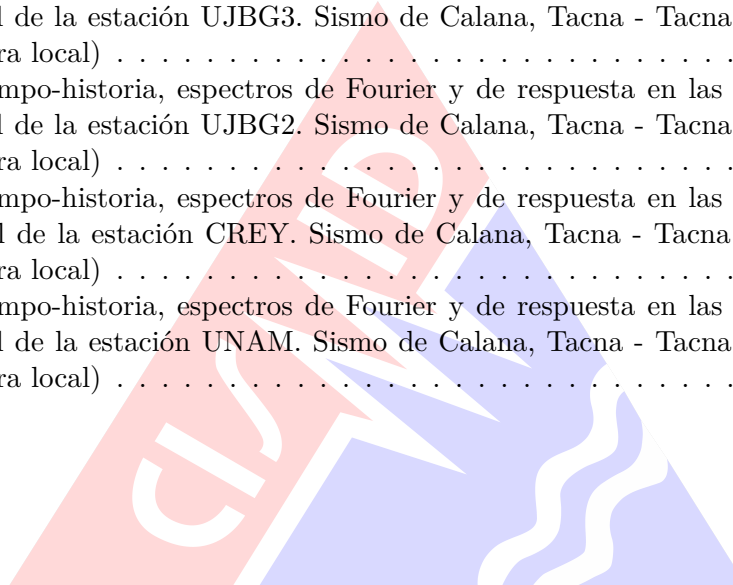 l de la estación UJBG3. Sismo de Calana, Tacna - Tacna
ra local) . . . . . . . . . . . . . . . . . . . . . . . . . . . . . .
mpo-historia, espectros de Fourier y de respuesta en las
l de la estación UJBG2. Sismo de Calana, Tacna - Tacna
ra local) . . . . . . . . . . . . . . . . . . . . . . . . . . . . . .
mpo-historia, espectros de Fourier y de respuesta en las
l de la estación CREY. Sismo de Calana, Tacna - Tacna
ra local) . . . . . . . . . . . . . . . . . . . . . . . . . . . . . .
mpo-historia, espectros de Fourier y de respuesta en las
l de la estación UNAM. Sismo de Calana, Tacna - Tacna
ra local) . . . . . . . . . . . . . . . . . . . . . . . . . . . . . .
CISMID